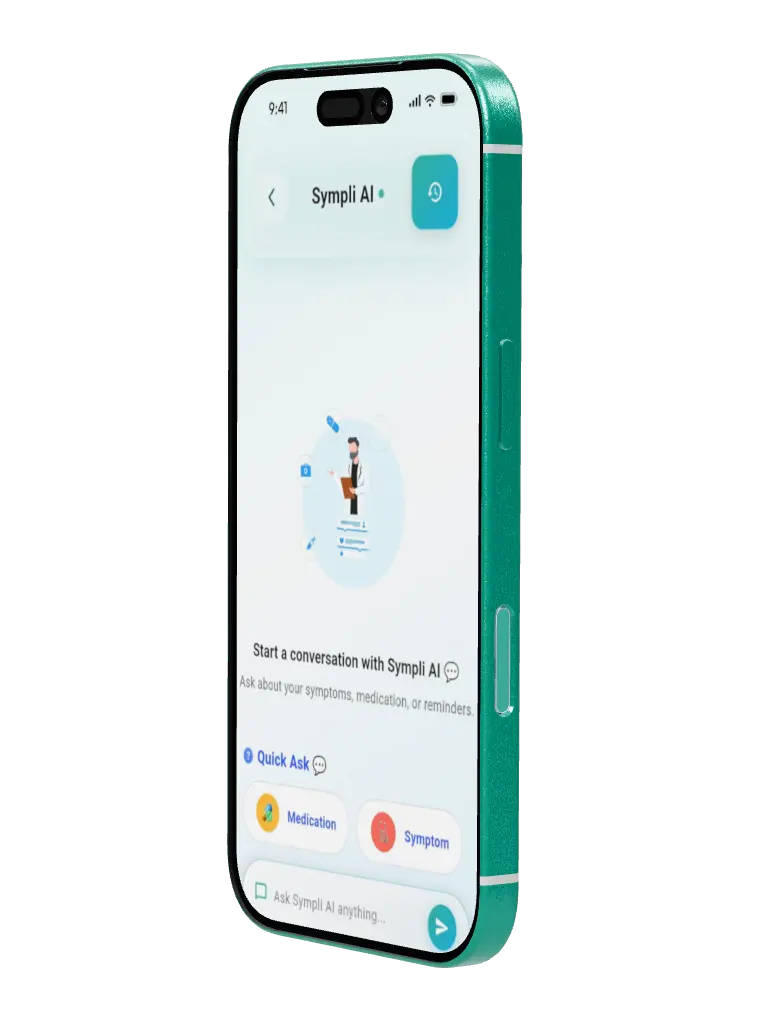 9:41
Sympli AI
Start a conversation with Sympli AI 💬
Ask about your symptoms, medication, or reminders.
Quick Ask 💬
Medication
Symptom
Ask Sympli AI anything...